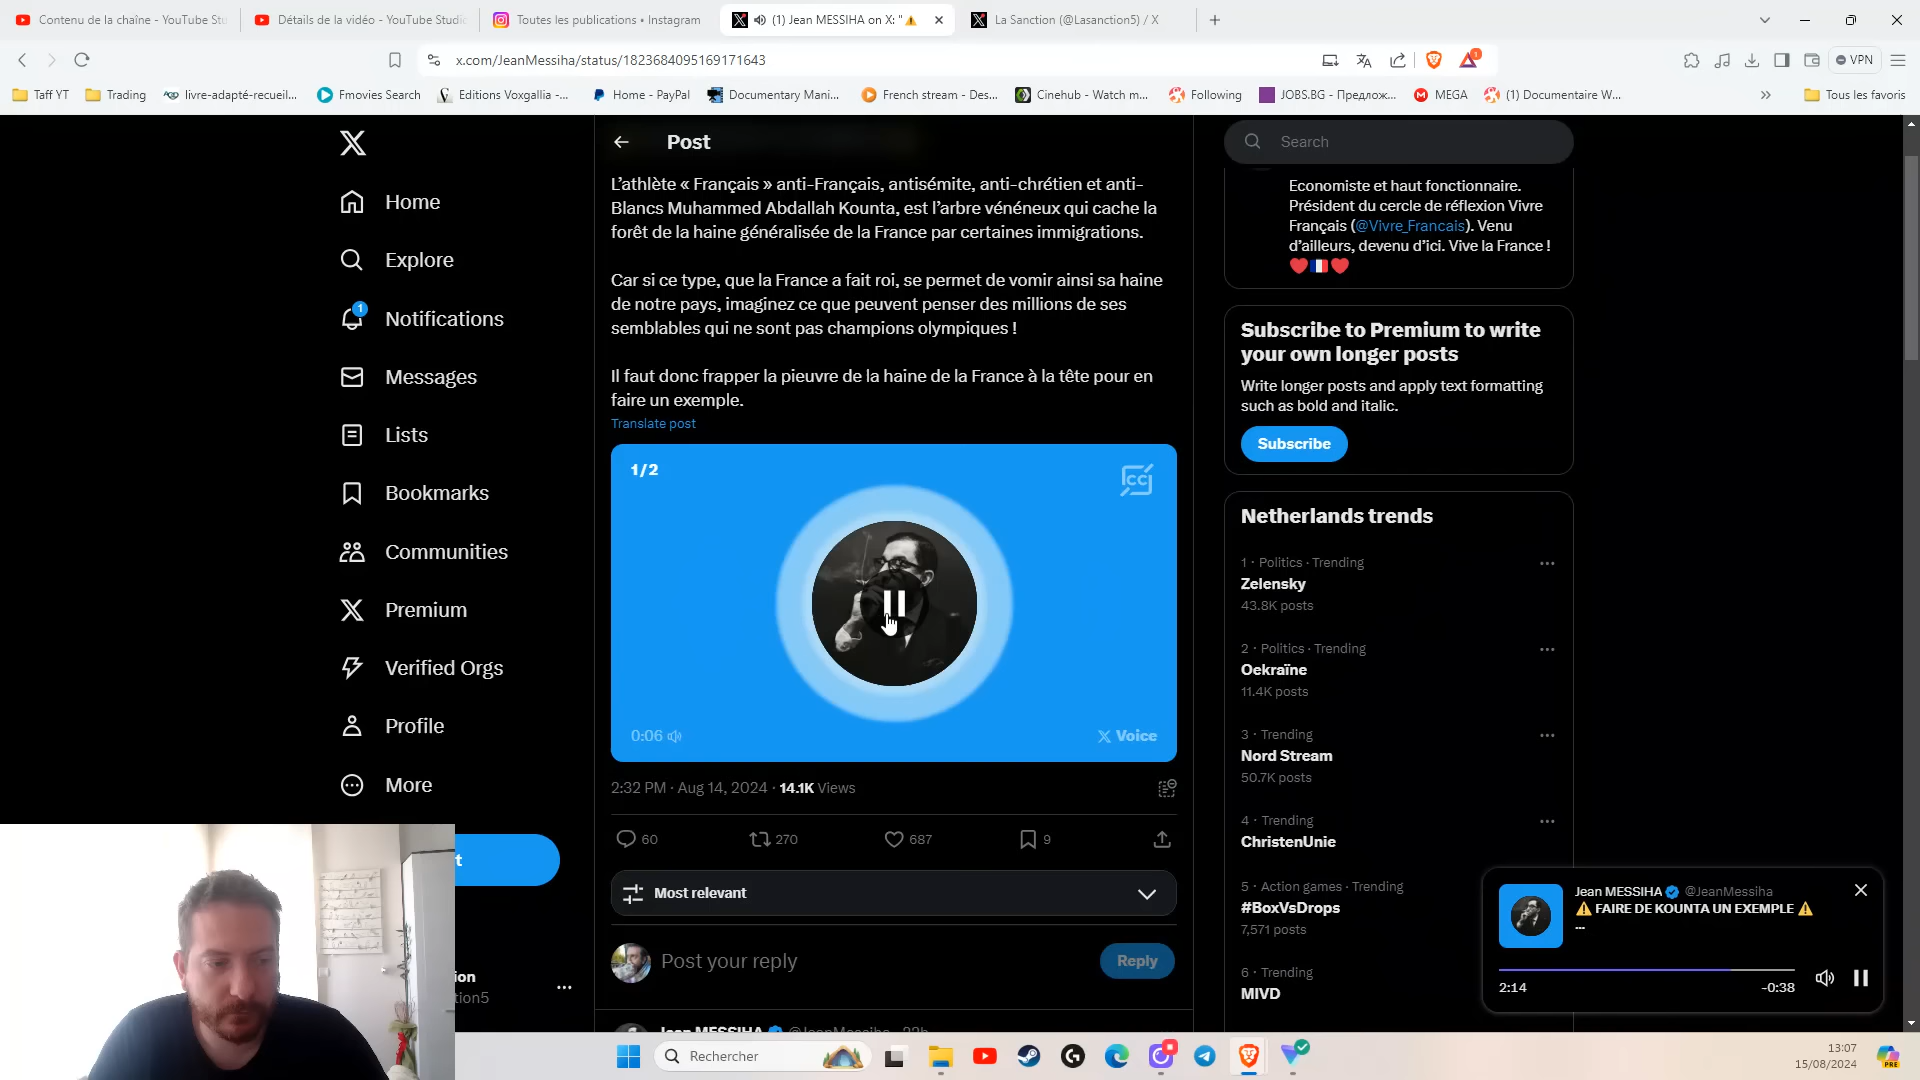 Contenu de la chaîne - YouTube Stu
Détails de la vidéo - YouTube Studio
Toutes les publications • Instagram
(1) Jean MESSIHA on X: "⚠
La Sanction (@Lasanction5) / X
x.com/JeanMessiha/status/1823684095169171643
1
VPN
Taff YT
Trading
livre-adapté-recueil...
Fmovies Search
Editions Voxgallia -...
Home - PayPal
Documentary Mani...
French stream - Des...
Cinehub - Watch m...
Following
JOBS.BG - Предлож...
MEGA
(1) Documentaire W...
Tous les favoris
Home
Explore
1
Notifications
Messages
Lists
Bookmarks
Communities
Premium
Verified Orgs
Profile
More
t
ion
tion5
Post
L'athlète « Français » anti-Français, antisémite, anti-chrétien et anti-
Blancs Muhammed Abdallah Kounta, est l'arbre vénéneux qui cache la
forêt de la haine généralisée de la France par certaines immigrations.
Car si ce type, que la France a fait roi, se permet de vomir ainsi sa haine
de notre pays, imaginez ce que peuvent penser des millions de ses
semblables qui ne sont pas champions olympiques !
Il faut donc frapper la pieuvre de la haine de la France à la tête pour en
faire un exemple.
Translate post
1/2
CC
0:06
X Voice
2:32 PM · Aug 14, 2024 · 14.1K Views
60
270
687
9
Most relevant
Post your reply
Reply
Jean MESSIHA @JeanMessiha · 22h
Search
Economiste et haut fonctionnaire.
Président du cercle de réflexion Vivre
Français (@Vivre_Francais). Venu
d'ailleurs, devenu d'ici. Vive la France !
❤️🇫🇷❤️
Subscribe to Premium to write
your own longer posts
Write longer posts and apply text formatting
such as bold and italic.
Subscribe
Netherlands trends
1 · Politics · Trending
Zelensky
43.8K posts
2 · Politics · Trending
Oekraïne
11.4K posts
3 · Trending
Nord Stream
50.7K posts
4 · Trending
ChristenUnie
5 · Action games · Trending
#BoxVsDrops
7,571 posts
6 · Trending
MIVD
Jean MESSIHA @JeanMessiha
⚠ FAIRE DE KOUNTA UN EXEMPLE ⚠
...
2:14
-0:38
Rechercher
13:07
15/08/2024
PRE